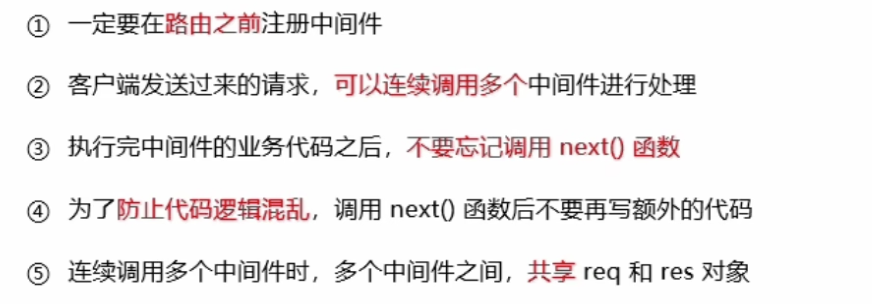 ① 一定要在路由之前注册中间件
② 客户端发送过来的请求，可以连续调用多个中间件进行处理
③ 执行完中间件的业务代码之后，不要忘记调用 next() 函数
④ 为了防止代码逻辑混乱，调用 next() 函数后不要再写额外的代码
⑤ 连续调用多个中间件时，多个中间件之间，共享 req 和 res 对象